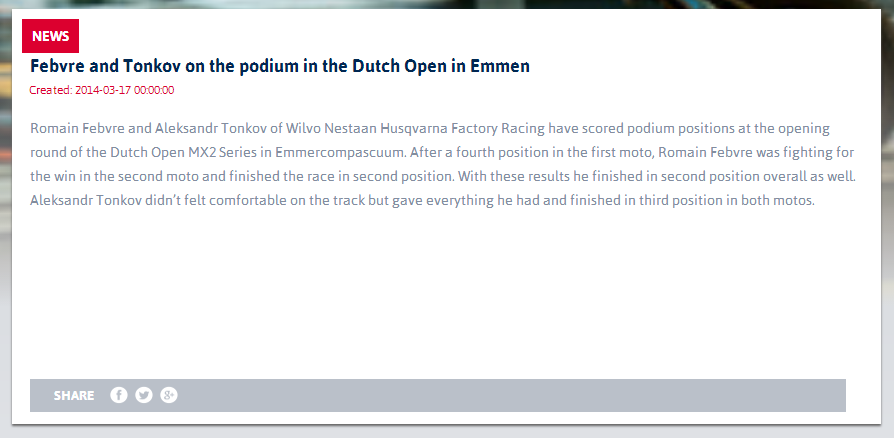 NEWS
Febvre and Tonkov on the podium in the Dutch Open in Emmen
Created: 2014-03-17 00:00:00
Romain Febvre and Aleksandr Tonkov of Wilvo Nestaan Husqvarna Factory Racing have scored podium positions at the opening
round of the Dutch Open MX2 Series in Emmercompascuum. After a fourth position in the first moto, Romain Febvre was fighting for
the win in the second moto and finished the race in second position. With these results he finished in second position overall as well.
Aleksandr Tonkov didn't felt comfortable on the track but gave everything he had and finished in third position in both motos.
SHARE